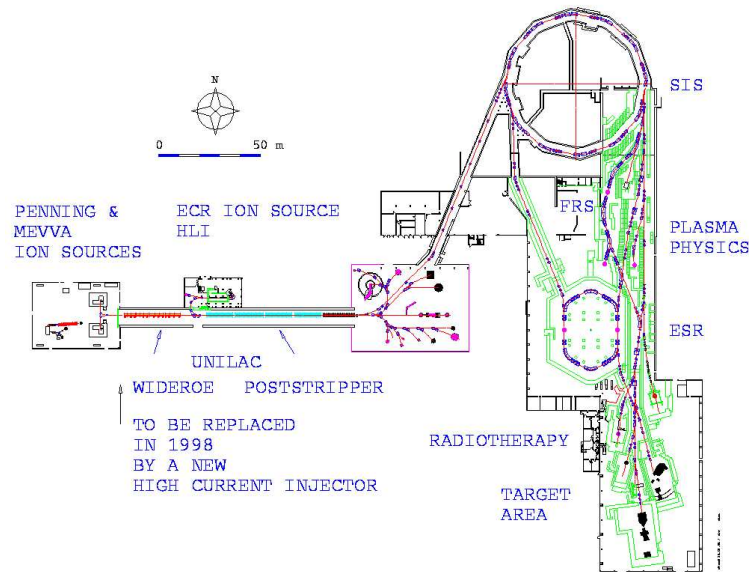 N
0 50 m
SIS
PENNING &
MEVVA
ION SOURCES
ECR ION SOURCE
HLI
FRS
PLASMA
PHYSICS
ESR
UNILAC
WIDEROE POSTSTRIPPER
TO BE REPLACED
IN 1998
BY A NEW
HIGH CURRENT INJECTOR
RADIOTHERAPY
TARGET
AREA